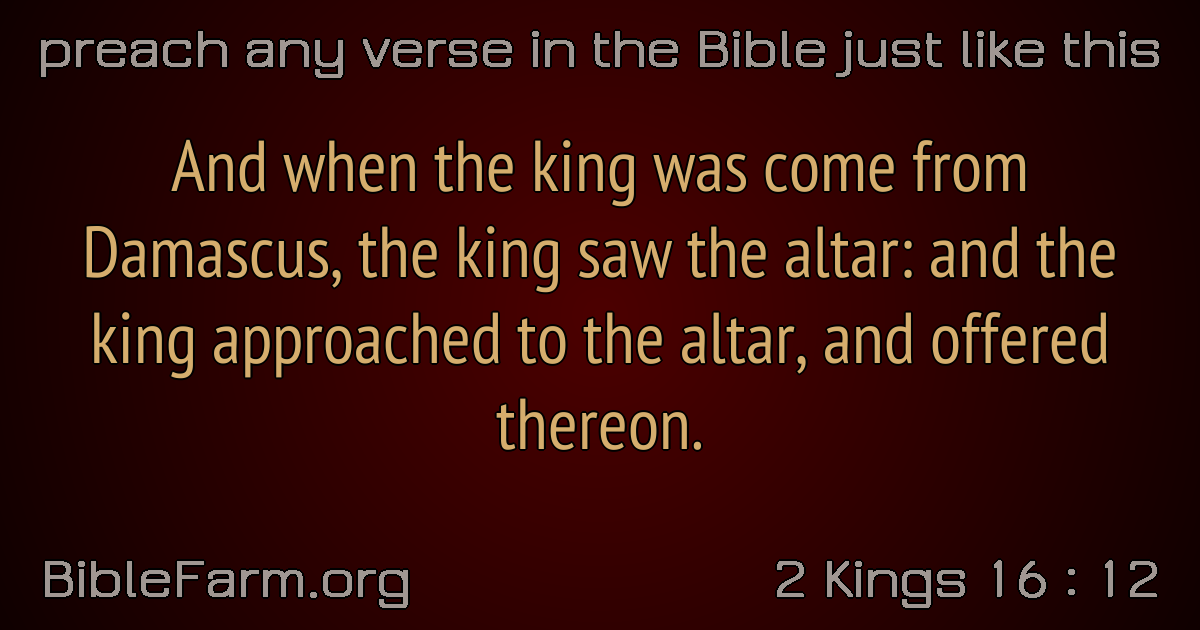 preach any verse in the Bible just like this
And when the king was come from
Damascus, the king saw the altar: and the
king approached to the altar, and offered
thereon.
BibleFarm.org
2 Kings 16 : 12